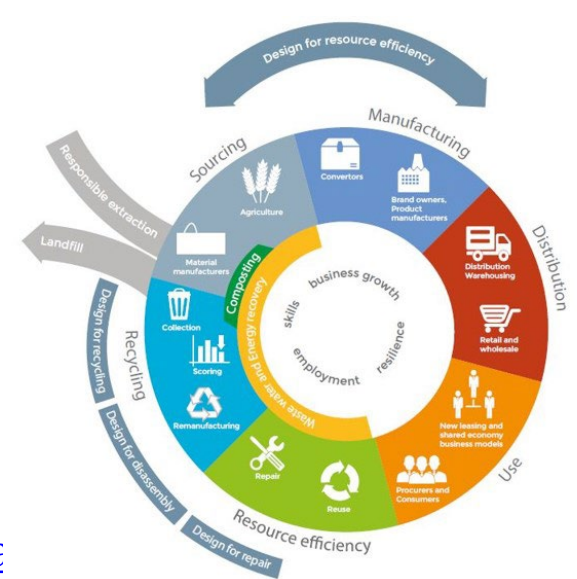 Design for resource efficiency
Sourcing
Manufacturing
Distribution
Use
Resource efficiency
Recycling
Responsible extraction
Landfill
Design for recycling
Design for disassembly
Design for repair
Agriculture
Material
manufacturers
Convertors
Brand owners,
Product
manufacturers
Distribution
Warehousing
Retail and
wholesale
New leasing and
shared economy
business models
Procurers and
Consumers
Reuse
Repair
Remanufacturing
Scoring
Collection
Composting
Waste water and Energy recovery
business growth
resilience
employment
skills